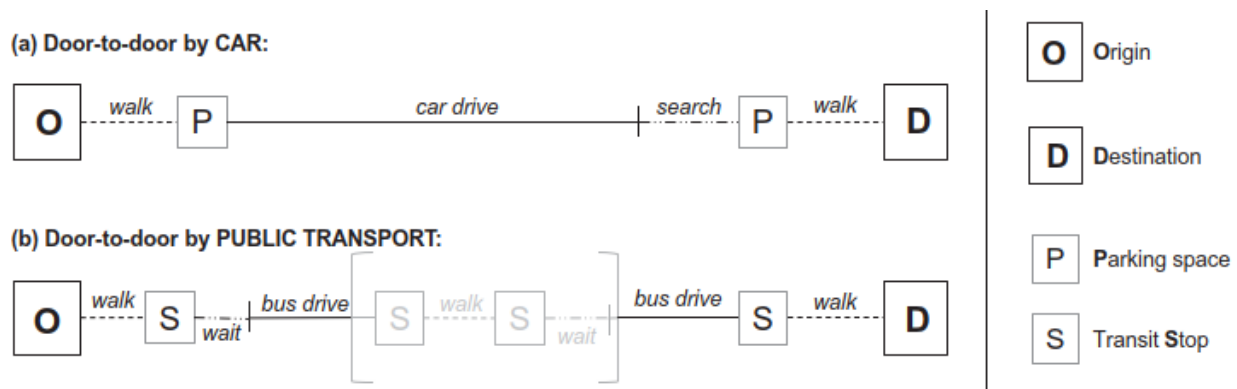 (a) Door-to-door by CAR:
O walk P car drive search P walk D
(b) Door-to-door by PUBLIC TRANSPORT:
O walk S wait bus drive S walk S wait bus drive S walk D
O Origin
D Destination
P Parking space
S Transit Stop